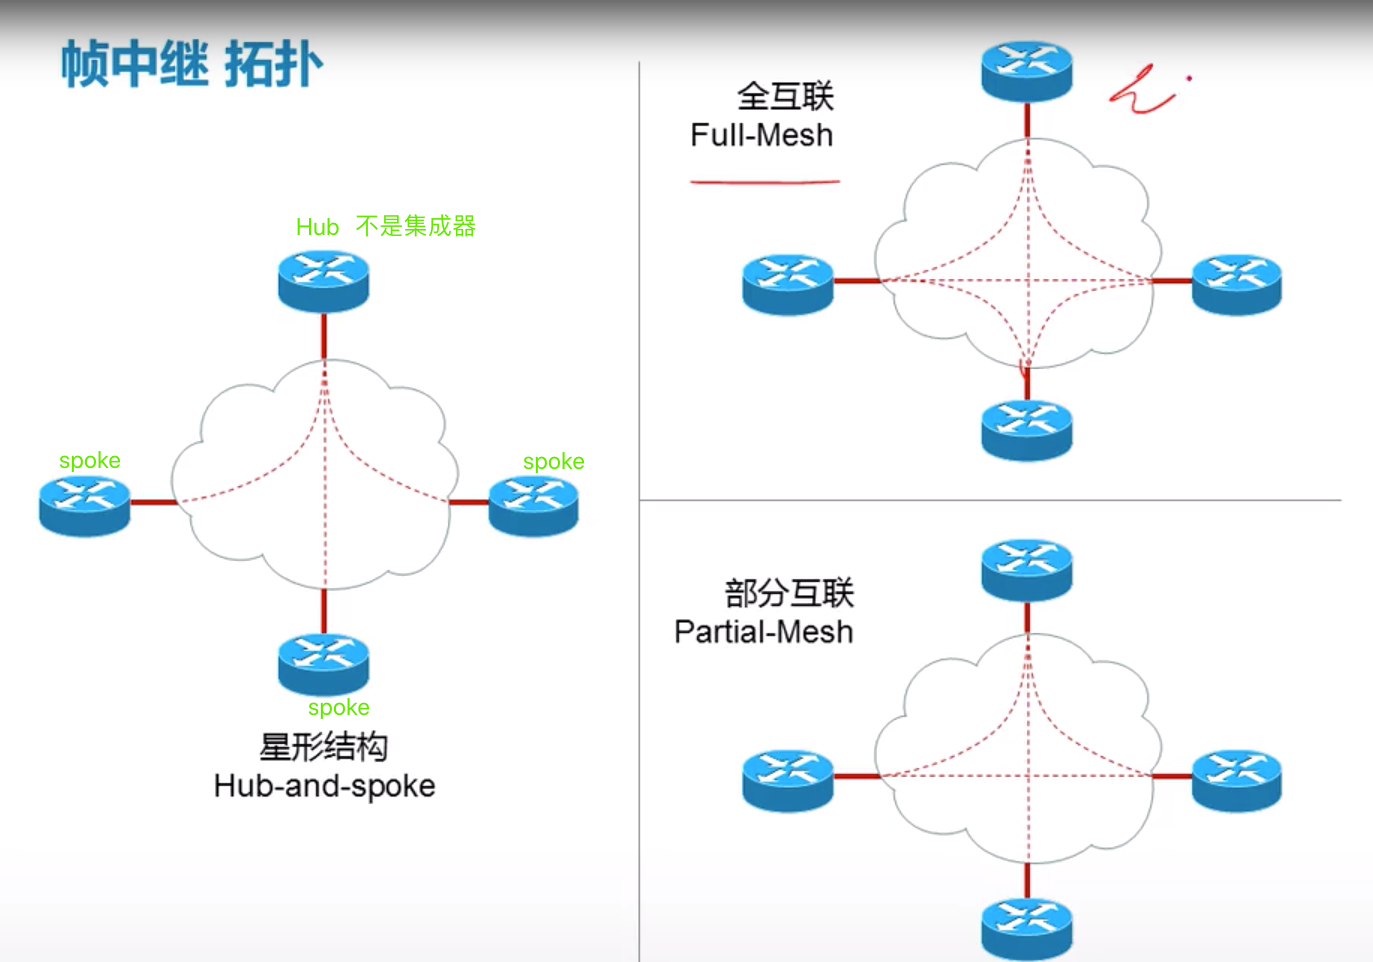 帧中继 拓扑
Hub 不是集成器
spoke
spoke
spoke
星形结构
Hub-and-spoke
全互联
Full-Mesh
部分互联
Partial-Mesh